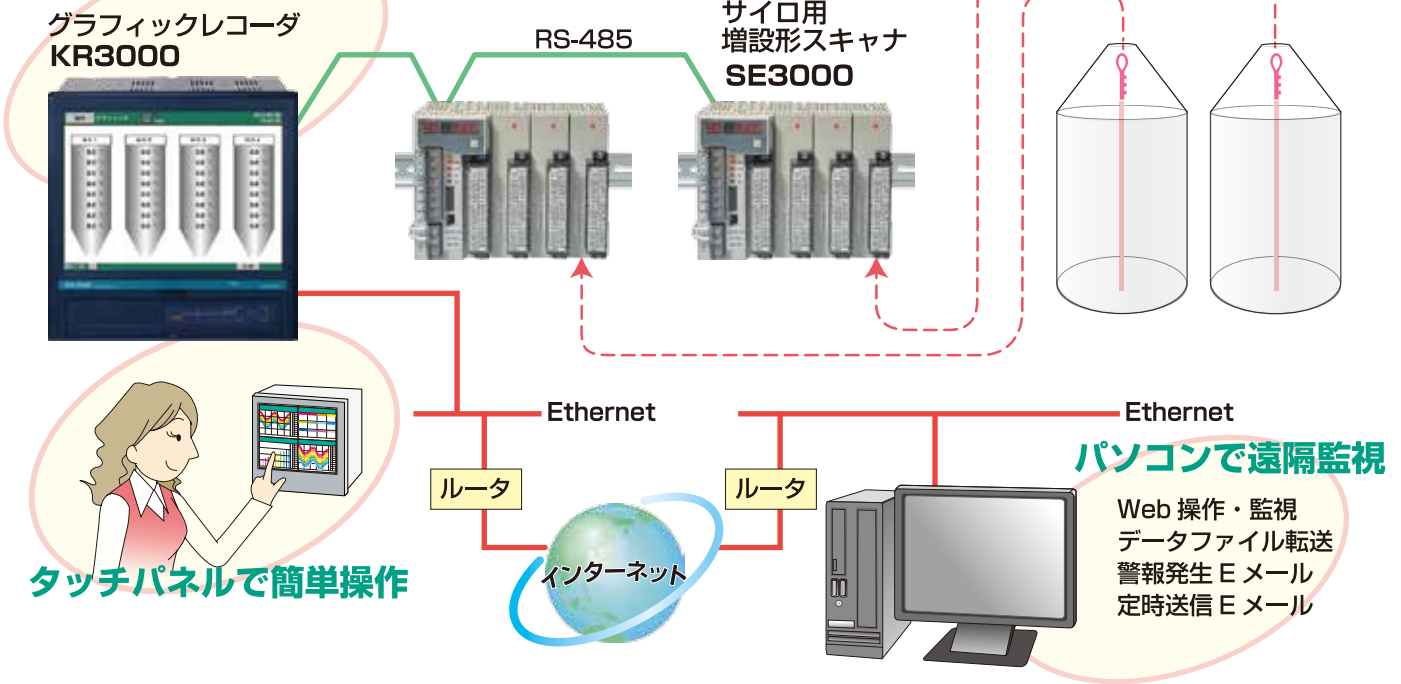 グラフィックレコーダ
KR3000
RS-485
サイロ用
増設形スキャナ
SE3000
Ethernet
Ethernet
パソコンで遠隔監視
ルータ
ルータ
Web 操作・監視
データファイル転送
警報発生 E メール
定時送信 E メール
インターネット
タッチパネルで簡単操作